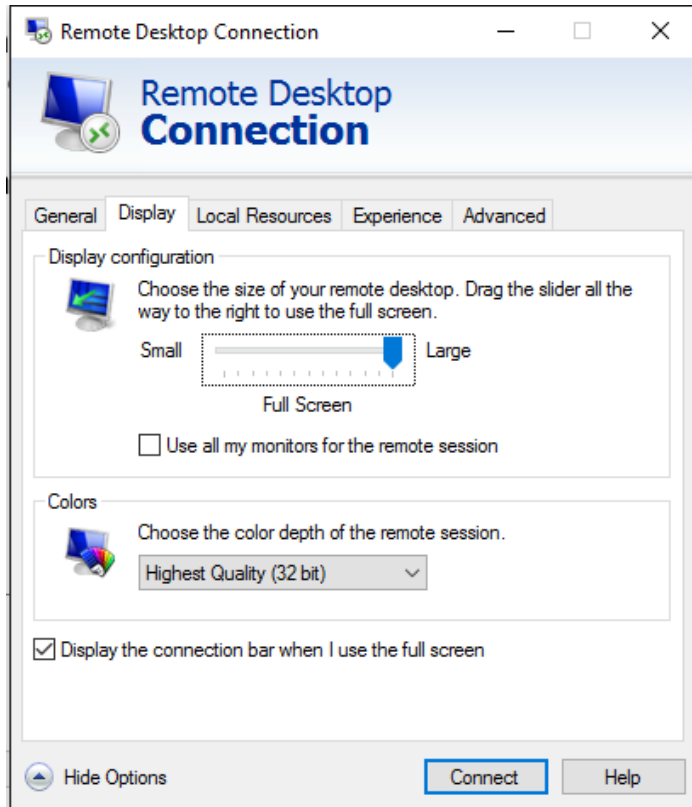 Remote Desktop Connection
Remote Desktop
Connection
General Display Local Resources Experience Advanced
Display configuration
Choose the size of your remote desktop. Drag the slider all the
way to the right to use the full screen.
Small Large
Full Screen
Use all my monitors for the remote session
Colors
Choose the color depth of the remote session.
Highest Quality (32 bit)
Display the connection bar when I use the full screen
Hide Options Connect Help